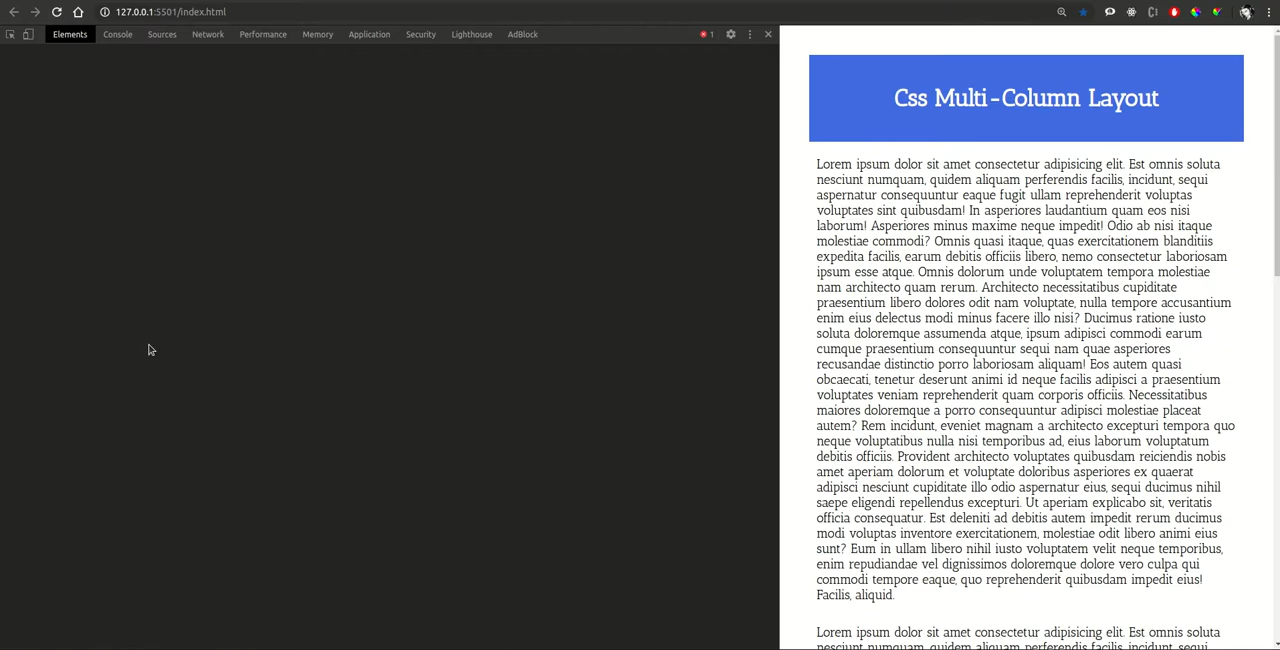 127.0.0.1:5501/index.html
Elements Console Sources Network Performance Memory Application Security Lighthouse AdBlock 1
Css Multi-Column Layout
Lorem ipsum dolor sit amet consectetur adipisicing elit. Est omnis soluta
nesciunt numquam, quidem aliquam perferendis facilis, incidunt, sequi
aspernatur consequuntur eaque fugit ullam reprehenderit voluptas
voluptates sint quibusdam! In asperiores laudantium quam eos nisi
laborum! Asperiores minus maxime neque impedit! Odio ab nisi itaque
molestiae commodi? Omnis quasi itaque, quas exercitationem blanditiis
expedita facilis, earum debitis officiis libero, nemo consectetur laboriosam
ipsum esse atque. Omnis dolorum unde voluptatem tempora molestiae
nam architecto quam rerum. Architecto necessitatibus cupiditate
praesentium libero dolores odit nam voluptate, nulla tempore accusantium
enim eius delectus modi minus facere illo nisi? Ducimus ratione iusto
soluta doloremque assumenda atque, ipsum adipisci commodi earum
cumque praesentium consequuntur sequi nam quae asperiores
recusandae distinctio porro laboriosam aliquam! Eos autem quasi
obcaecati, tenetur deserunt animi id neque facilis adipisci a praesentium
voluptates veniam reprehenderit quam corporis officiis. Necessitatibus
maiores doloremque a porro consequuntur adipisci molestiae placeat
autem? Rem incidunt, eveniet magnam a architecto excepturi tempora quo
neque voluptatibus nulla nisi temporibus ad, eius laborum voluptatum
debitis officiis. Provident architecto voluptates quibusdam reiciendis nobis
amet aperiam dolorum et voluptate doloribus asperiores ex quaerat
adipisci nesciunt cupiditate illo odio aspernatur eius, sequi ducimus nihil
saepe eligendi repellendus excepturi. Ut aperiam explicabo sit, veritatis
officia consequatur. Est deleniti ad debitis autem impedit rerum ducimus
modi voluptas inventore exercitationem, molestiae odit libero animi eius
sunt? Eum in ullam libero nihil iusto voluptatem velit neque temporibus,
enim repudiandae vel dignissimos doloremque dolore vero culpa qui
commodi tempore eaque, quo reprehenderit quibusdam impedit eius!
Facilis, aliquid.
Lorem ipsum dolor sit amet consectetur adipisicing elit. Est omnis soluta
nesciunt numquam, quidem aliquam perferendis facilis, incidunt, sequi